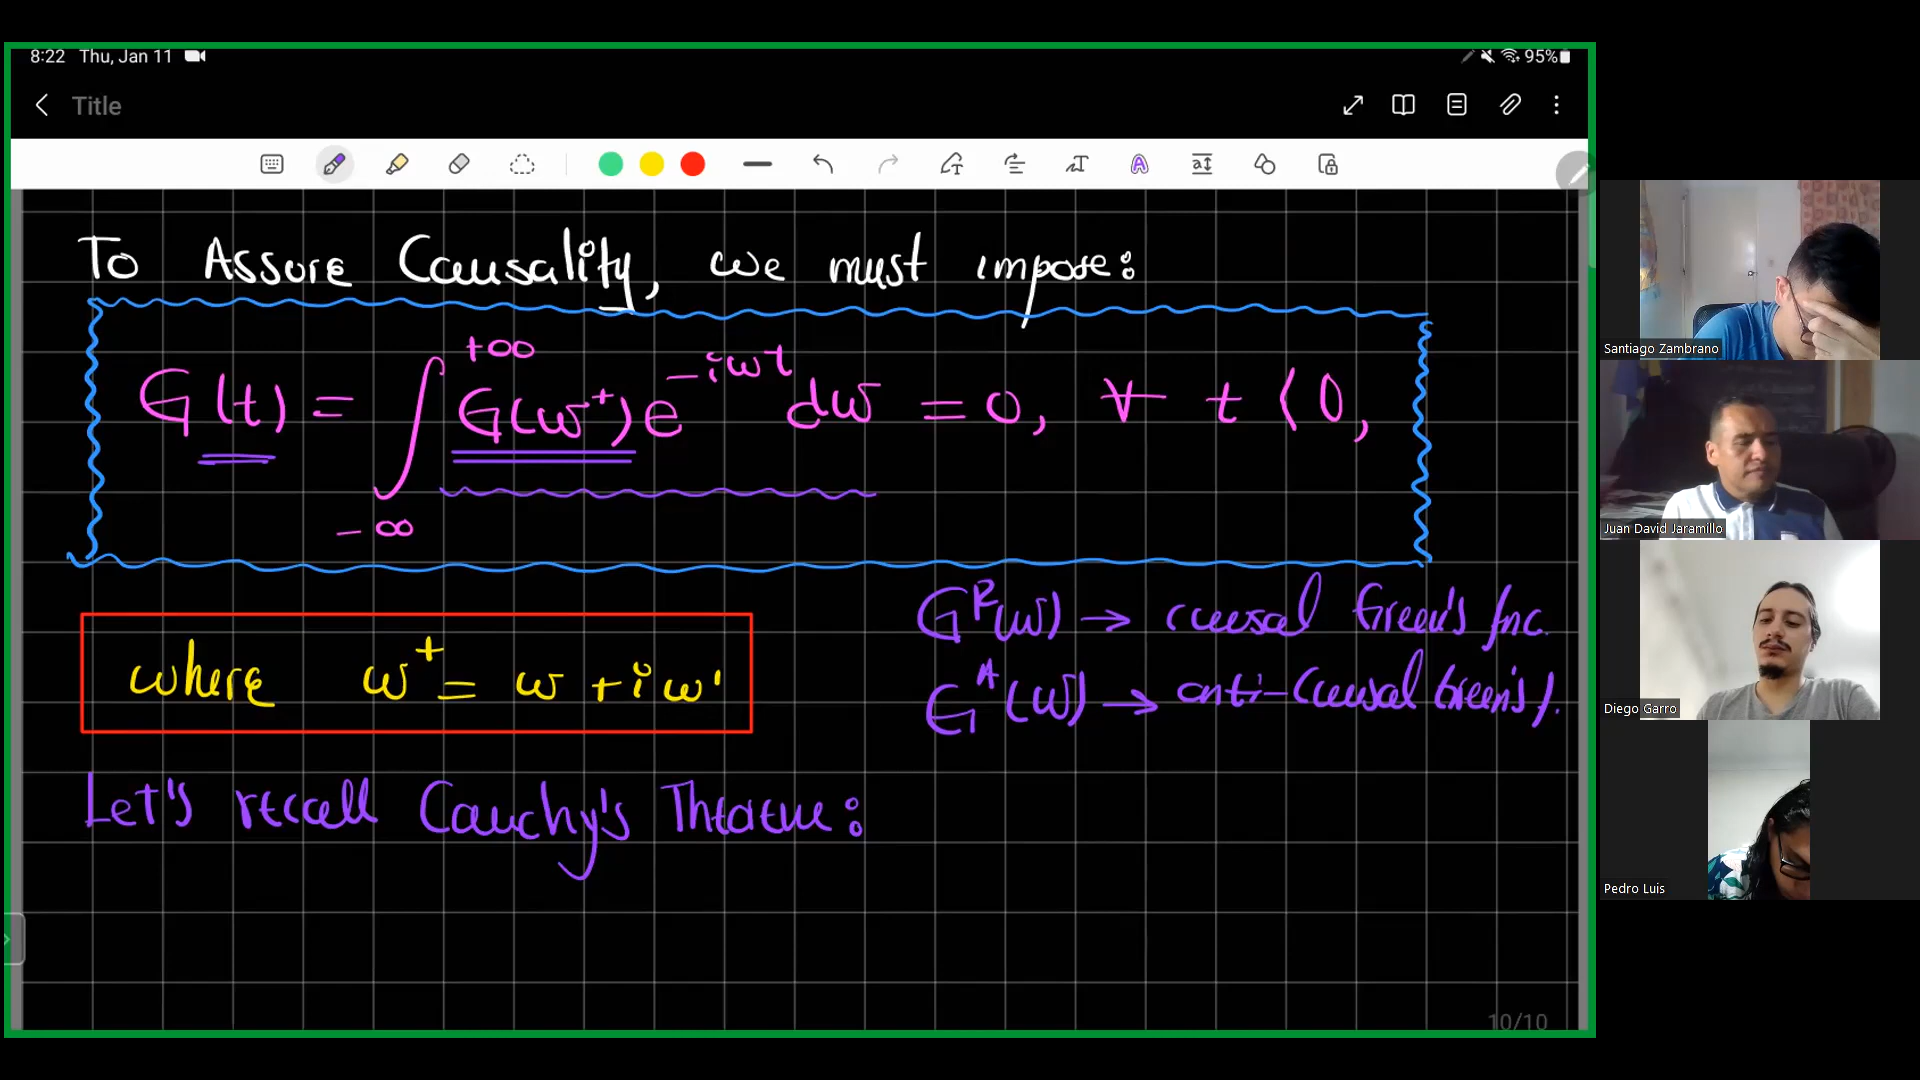 8:22 Thu, Jan 11
95%
Title
To Assure Causality, we must impose:
G(t) = ∫_{-∞}^{+∞} G(ω⁺) e^{-iωt} dω = 0, ∀ t < 0,
where ω⁺ = ω + iω'
Gᴿ(ω) → causal Green's fnc.
Gᴬ(ω) → anti-Causal Green's f.
Let's recall Cauchy's Theorem:
10/10
Santiago Zambrano
Juan David Jaramillo
Diego Garro
Pedro Luis